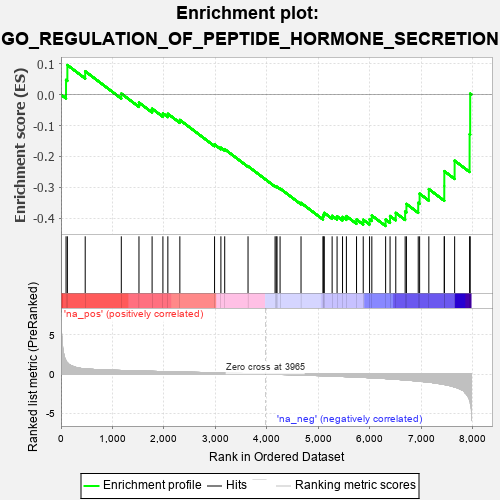 Enrichment plot:
GO_REGULATION_OF_PEPTIDE_HORMONE_SECRETION
Enrichment score (ES)
0.1
0.0
-0.1
-0.2
-0.3
-0.4
'na_pos' (positively correlated)
Ranked list metric (PreRanked)
5
0
-5
Zero cross at 3965
'na_neg' (negatively correlated)
0 1,000 2,000 3,000 4,000 5,000 6,000 7,000 8,000
Rank in Ordered Dataset
Enrichment profile Hits Ranking metric scores